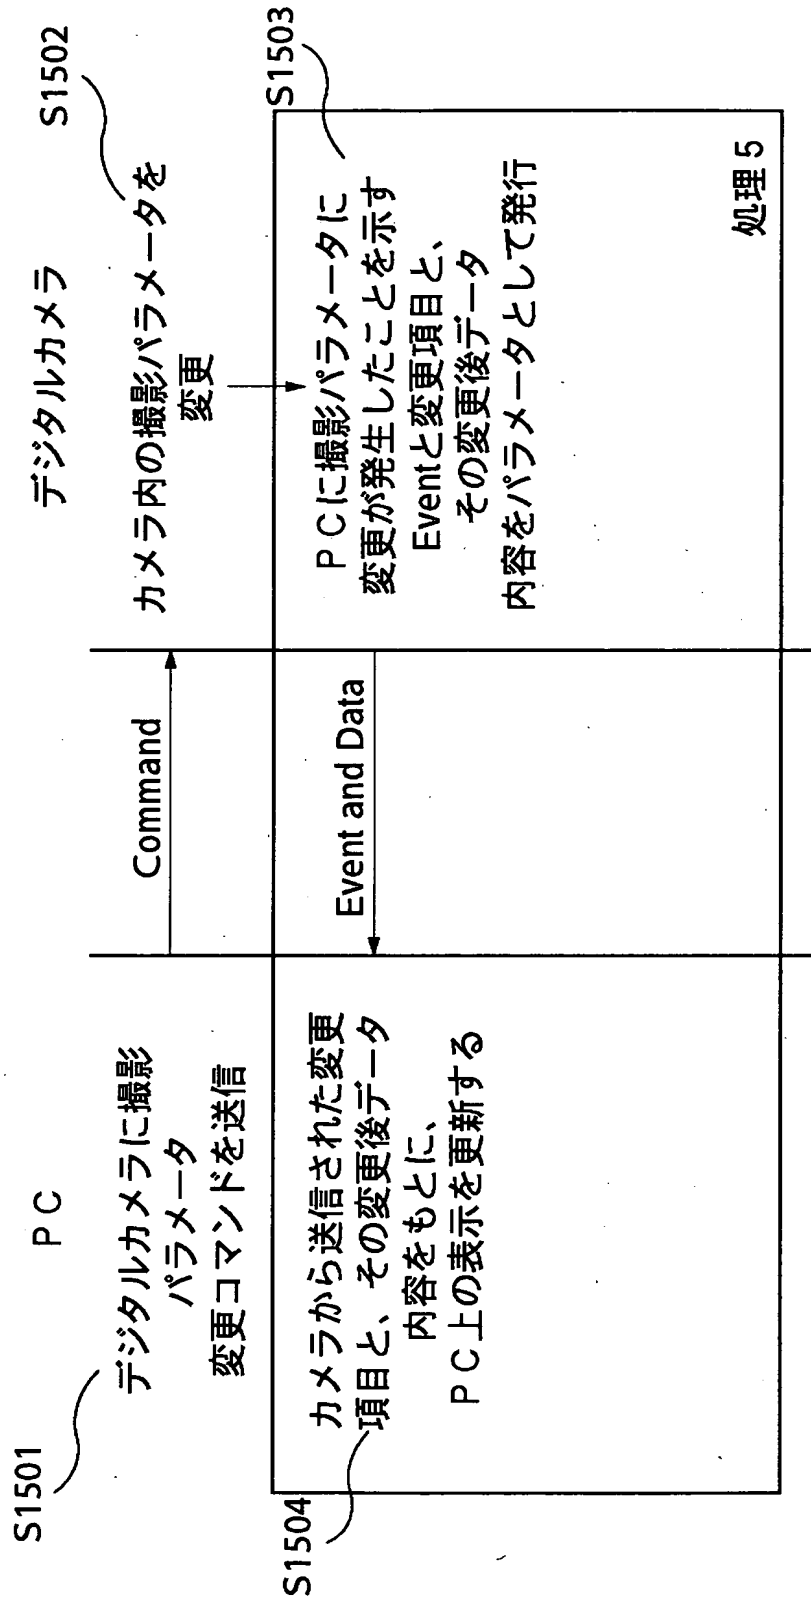 PC
デジタルカメラ
S1501
デジタルカメラに撮影
パラメータ
変更コマンドを送信
Command
S1502
カメラ内の撮影パラメータを
変更
S1503
PCに撮影パラメータに
変更が発生したことを示す
Eventと変更項目と、
その変更後データ
内容をパラメータとして発行
Event and Data
S1504
カメラから送信された変更
項目と、その変更後データ
内容をもとに、
PC上の表示を更新する
処理5